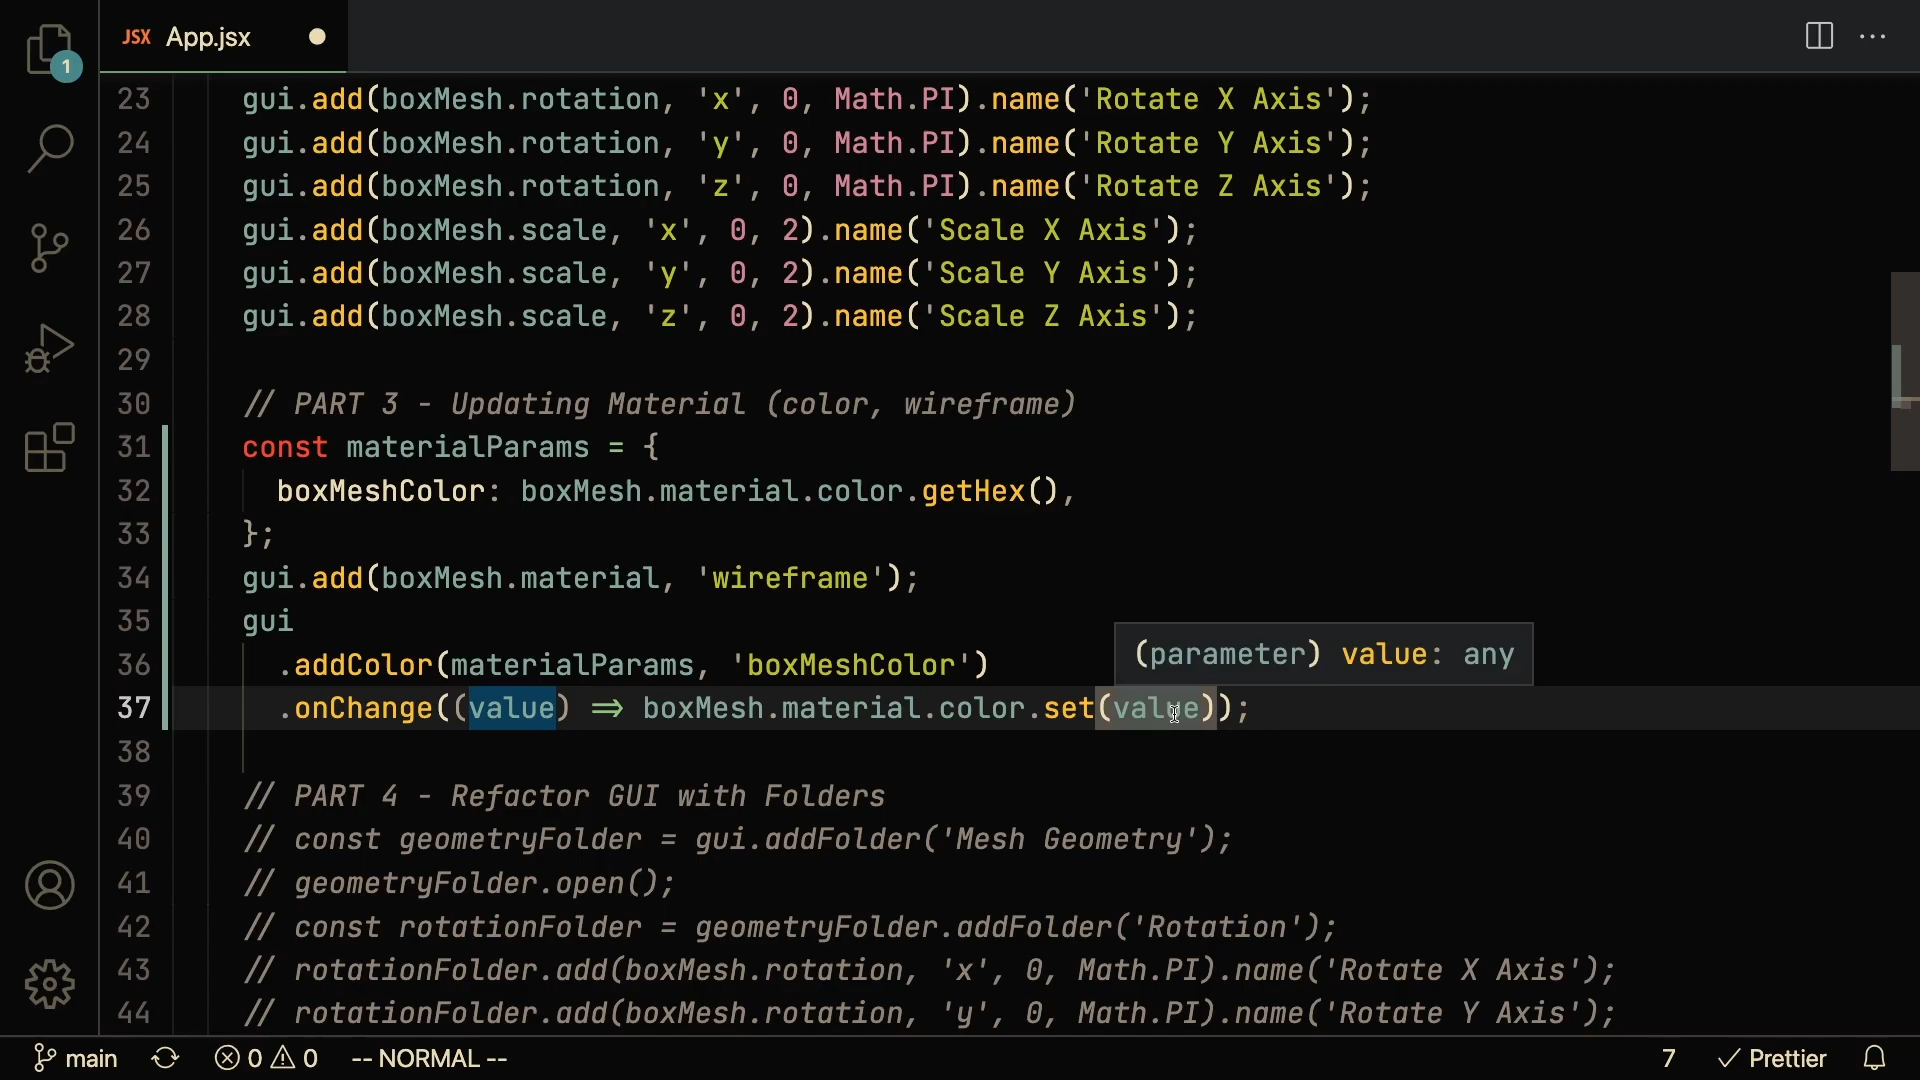 JSX App.jsx
1
23 gui.add(boxMesh.rotation, 'x', 0, Math.PI).name('Rotate X Axis');
24 gui.add(boxMesh.rotation, 'y', 0, Math.PI).name('Rotate Y Axis');
25 gui.add(boxMesh.rotation, 'z', 0, Math.PI).name('Rotate Z Axis');
26 gui.add(boxMesh.scale, 'x', 0, 2).name('Scale X Axis');
27 gui.add(boxMesh.scale, 'y', 0, 2).name('Scale Y Axis');
28 gui.add(boxMesh.scale, 'z', 0, 2).name('Scale Z Axis');
29
30 // PART 3 - Updating Material (color, wireframe)
31 const materialParams = {
32 boxMeshColor: boxMesh.material.color.getHex(),
33 };
34 gui.add(boxMesh.material, 'wireframe');
35 gui
(parameter) value: any
36 .addColor(materialParams, 'boxMeshColor')
37 .onChange((value) => boxMesh.material.color.set(value));
38
39 // PART 4 - Refactor GUI with Folders
40 // const geometryFolder = gui.addFolder('Mesh Geometry');
41 // geometryFolder.open();
42 // const rotationFolder = geometryFolder.addFolder('Rotation');
43 // rotationFolder.add(boxMesh.rotation, 'x', 0, Math.PI).name('Rotate X Axis');
44 // rotationFolder.add(boxMesh.rotation, 'y', 0, Math.PI).name('Rotate Y Axis');
main 0 0 -- NORMAL -- 7 Prettier